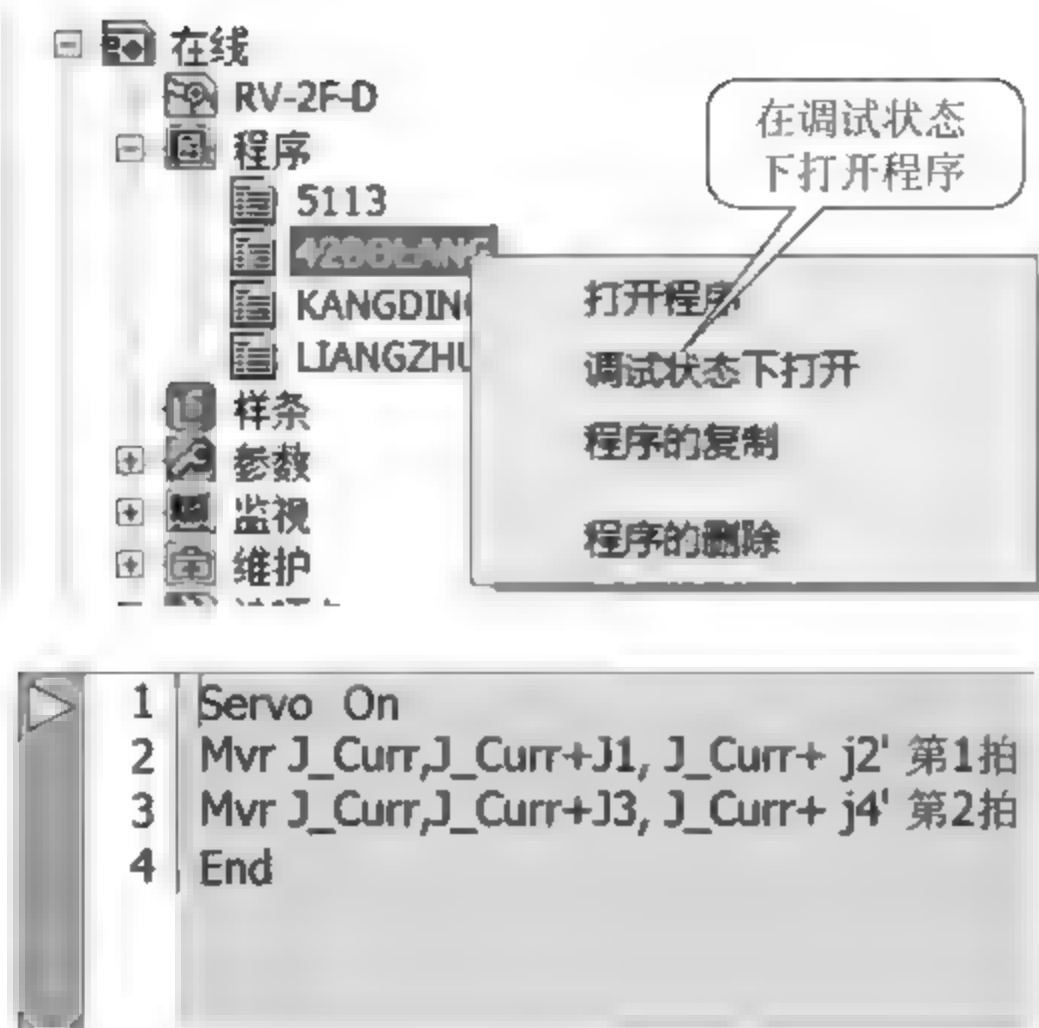 在线
RV-2F-D
程序
5113
KANGDING
LIANGZHU
样条
参数
监视
维护
在调试状态
下打开程序
打开程序
调试状态下打开
程序的复制
程序的删除
1 Servo On
2 Mvr J_Curr,J_Curr+J1, J_Curr+ j2' 第1拍
3 Mvr J_Curr,J_Curr+J3, J_Curr+ j4' 第2拍
4 End